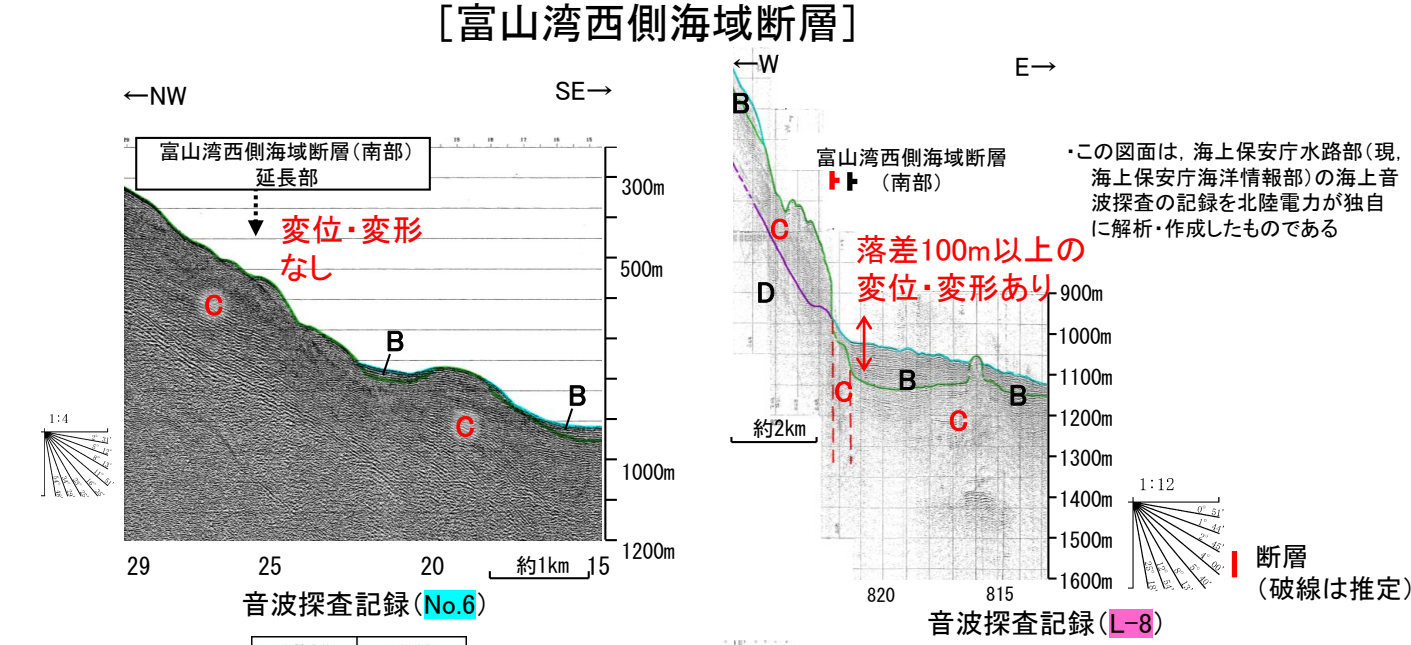 [富山湾西側海域断層]
←NW
SE→
富山湾西側海域断層(南部)
延長部
変位・変形
なし
C
B
C
B
300m
500m
1000m
1200m
29
25
20
15
約1km
1:4
音波探査記録(No.6)
←W
E→
B
富山湾西側海域断層
(南部)
C
落差100m以上の
変位・変形あり
D
C
B
C
B
約2km
900m
1000m
1100m
1200m
1300m
1400m
1500m
1600m
820
815
音波探査記録(L-8)
・この図面は,海上保安庁水路部(現,
海上保安庁海洋情報部)の海上音
波探査の記録を北陸電力が独自
に解析・作成したものである
1:12
断層
(破線は推定)